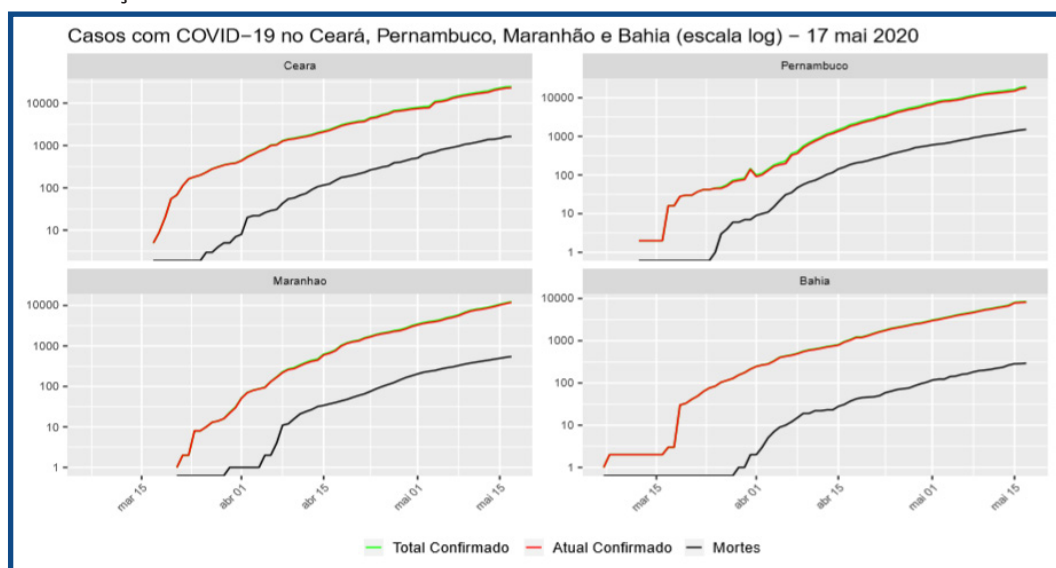 Casos com COVID−19 no Ceará, Pernambuco, Maranhão e Bahia (escala log) − 17 mai 2020
Ceara
10000
1000
100
10
Pernambuco
10000
1000
100
10
1
Maranhao
10000
1000
100
10
1
mar 15
abr 01
abr 15
mai 01
mai 15
Bahia
10000
1000
100
10
1
mar 15
abr 01
abr 15
mai 01
mai 15
Total Confirmado Atual Confirmado Mortes